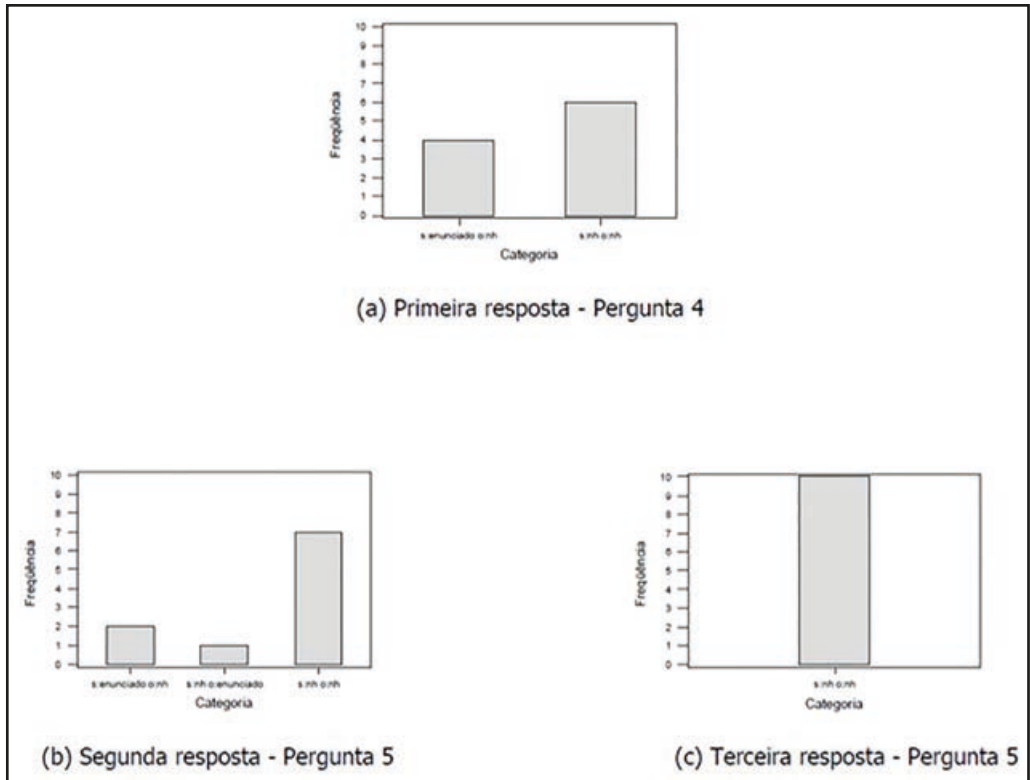 10
9
8
7
6
5
4
3
2
1
0
Freqüência
s:enunciado o:nh s:nh o:nh
Categoria
(a) Primeira resposta - Pergunta 4
10
9
8
7
6
5
4
3
2
1
0
Freqüência
s:enunciado o:nh s:nh o:enunciado s:nh o:nh
Categoria
(b) Segunda resposta - Pergunta 5
10
9
8
7
6
5
4
3
2
1
0
Freqüência
s:nh o:nh
Categoria
(c) Terceira resposta - Pergunta 5